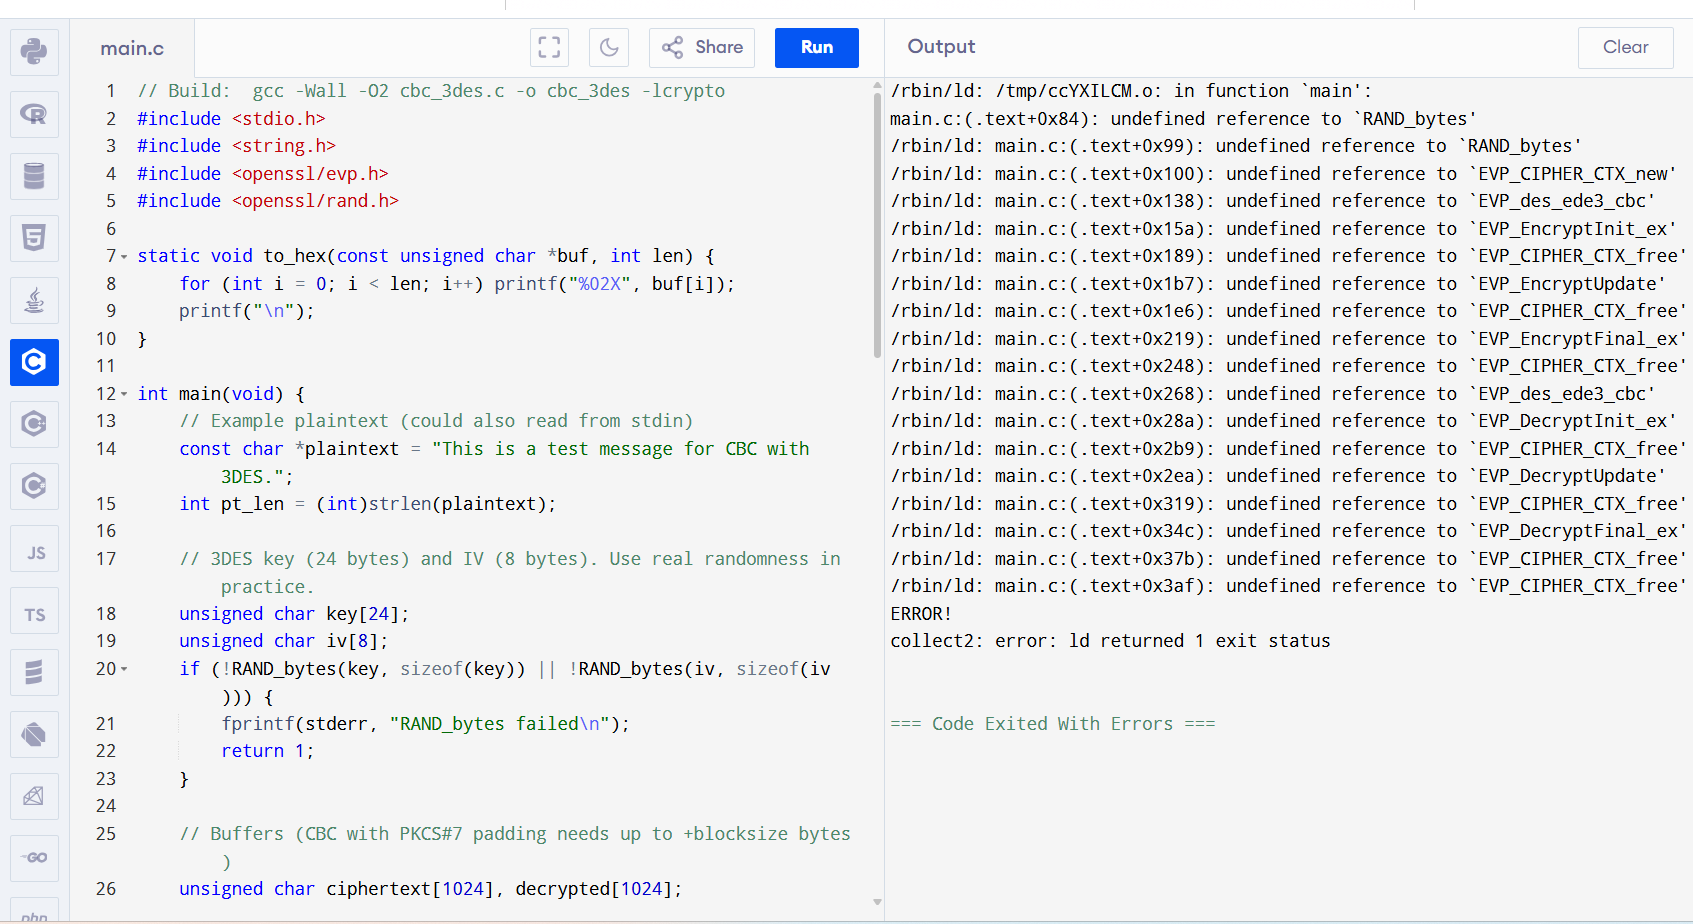 main.c
Share
Run
Output
Clear
JS
TS
GO
php
1 // Build:  gcc -Wall -O2 cbc_3des.c -o cbc_3des -lcrypto
2 #include <stdio.h>
3 #include <string.h>
4 #include <openssl/evp.h>
5 #include <openssl/rand.h>
6
7 static void to_hex(const unsigned char *buf, int len) {
8     for (int i = 0; i < len; i++) printf("%02X", buf[i]);
9     printf("\n");
10 }
11
12 int main(void) {
13     // Example plaintext (could also read from stdin)
14     const char *plaintext = "This is a test message for CBC with
        3DES.";
15     int pt_len = (int)strlen(plaintext);
16
17     // 3DES key (24 bytes) and IV (8 bytes). Use real randomness in
        practice.
18     unsigned char key[24];
19     unsigned char iv[8];
20     if (!RAND_bytes(key, sizeof(key)) || !RAND_bytes(iv, sizeof(iv
        ))) {
21         fprintf(stderr, "RAND_bytes failed\n");
22         return 1;
23     }
24
25     // Buffers (CBC with PKCS#7 padding needs up to +blocksize bytes
        )
26     unsigned char ciphertext[1024], decrypted[1024];
/rbin/ld: /tmp/ccYXILCM.o: in function `main':
main.c:(.text+0x84): undefined reference to `RAND_bytes'
/rbin/ld: main.c:(.text+0x99): undefined reference to `RAND_bytes'
/rbin/ld: main.c:(.text+0x100): undefined reference to `EVP_CIPHER_CTX_new'
/rbin/ld: main.c:(.text+0x138): undefined reference to `EVP_des_ede3_cbc'
/rbin/ld: main.c:(.text+0x15a): undefined reference to `EVP_EncryptInit_ex'
/rbin/ld: main.c:(.text+0x189): undefined reference to `EVP_CIPHER_CTX_free'
/rbin/ld: main.c:(.text+0x1b7): undefined reference to `EVP_EncryptUpdate'
/rbin/ld: main.c:(.text+0x1e6): undefined reference to `EVP_CIPHER_CTX_free'
/rbin/ld: main.c:(.text+0x219): undefined reference to `EVP_EncryptFinal_ex'
/rbin/ld: main.c:(.text+0x248): undefined reference to `EVP_CIPHER_CTX_free'
/rbin/ld: main.c:(.text+0x268): undefined reference to `EVP_des_ede3_cbc'
/rbin/ld: main.c:(.text+0x28a): undefined reference to `EVP_DecryptInit_ex'
/rbin/ld: main.c:(.text+0x2b9): undefined reference to `EVP_CIPHER_CTX_free'
/rbin/ld: main.c:(.text+0x2ea): undefined reference to `EVP_DecryptUpdate'
/rbin/ld: main.c:(.text+0x319): undefined reference to `EVP_CIPHER_CTX_free'
/rbin/ld: main.c:(.text+0x34c): undefined reference to `EVP_DecryptFinal_ex'
/rbin/ld: main.c:(.text+0x37b): undefined reference to `EVP_CIPHER_CTX_free'
/rbin/ld: main.c:(.text+0x3af): undefined reference to `EVP_CIPHER_CTX_free'
ERROR!
collect2: error: ld returned 1 exit status
=== Code Exited With Errors ===